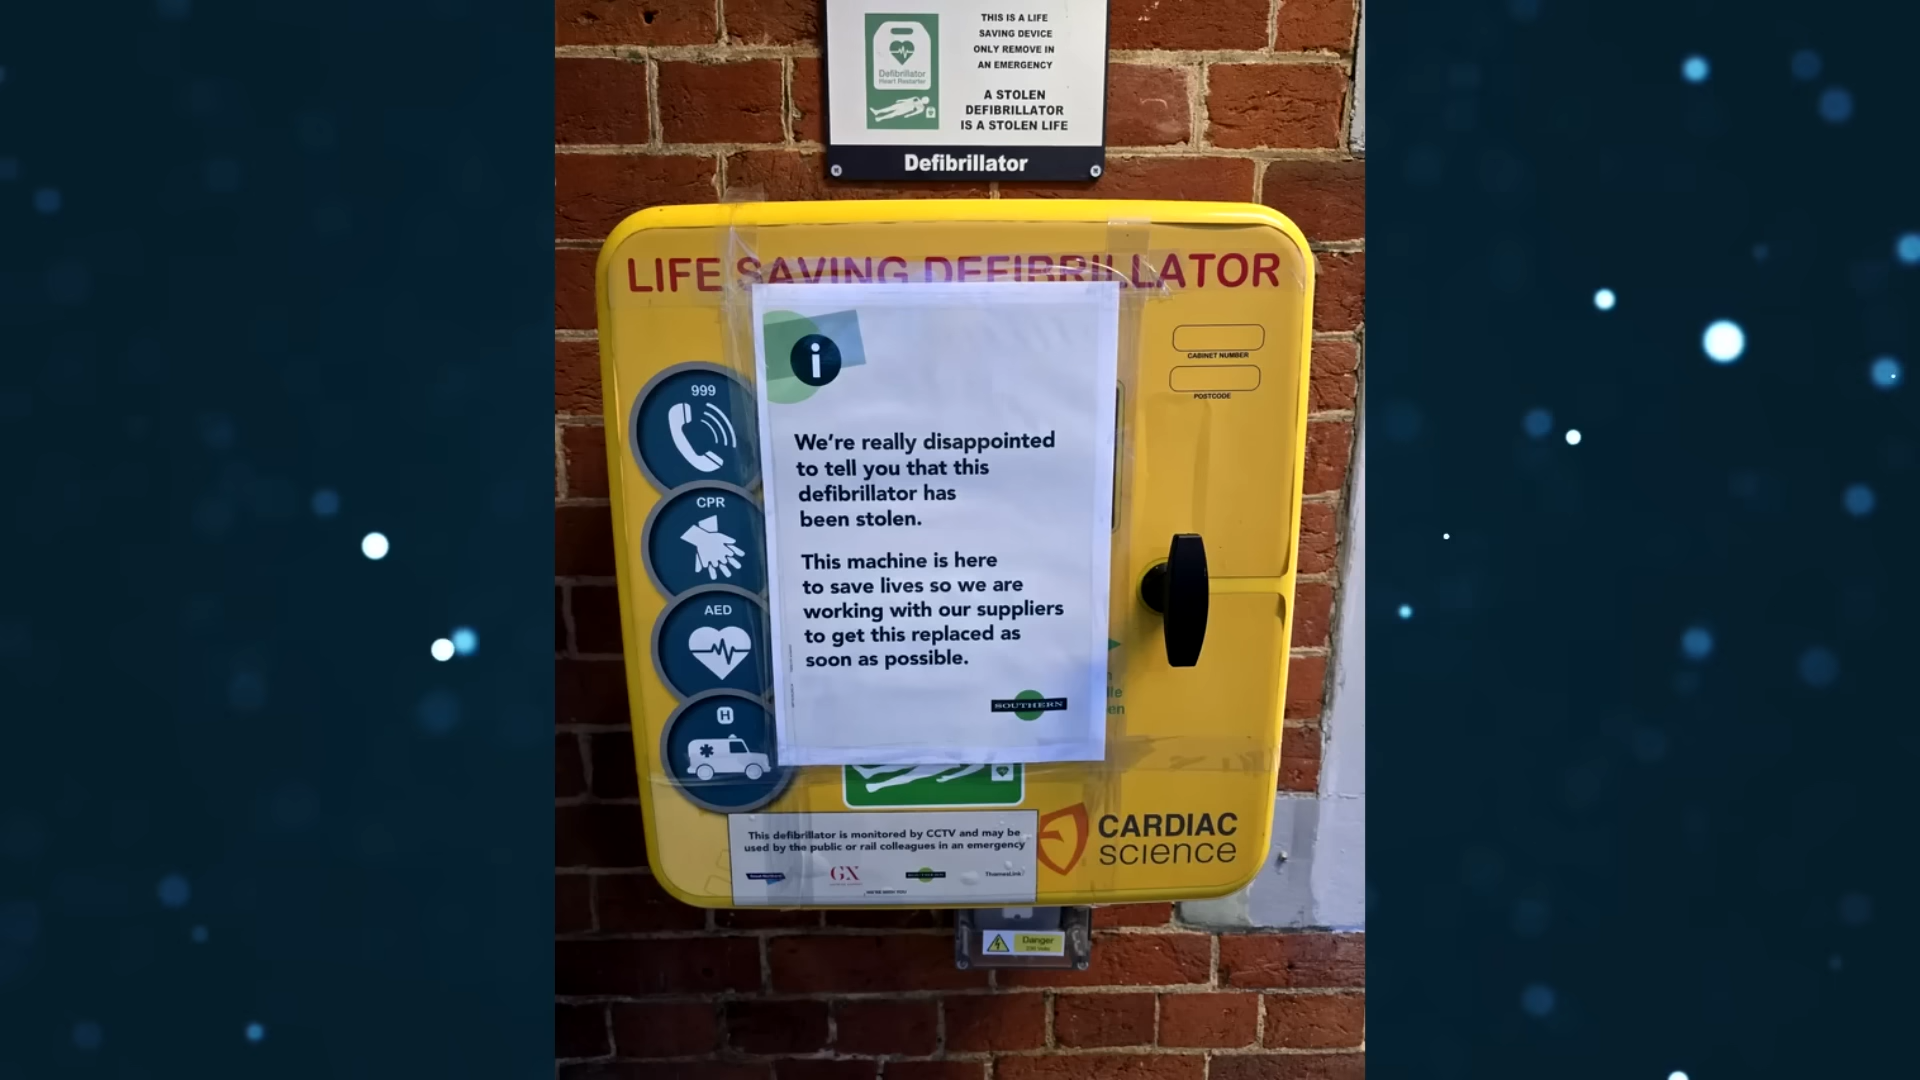 Defibrillator
Heart Restarter
THIS IS A LIFE
SAVING DEVICE
ONLY REMOVE IN
AN EMERGENCY
A STOLEN
DEFIBRILLATOR
IS A STOLEN LIFE
Defibrillator
LIFE SAVING DEFIBRILLATOR
CABINET NUMBER
POSTCODE
999
CPR
AED
H
i
We're really disappointed
to tell you that this
defibrillator has
been stolen.
This machine is here
to save lives so we are
working with our suppliers
to get this replaced as
soon as possible.
SOUTHERN
This defibrillator is monitored by CCTV and may be
used by the public or rail colleagues in an emergency
GX
SOUTHERN
ThamesLink
CARDIAC
science
Danger